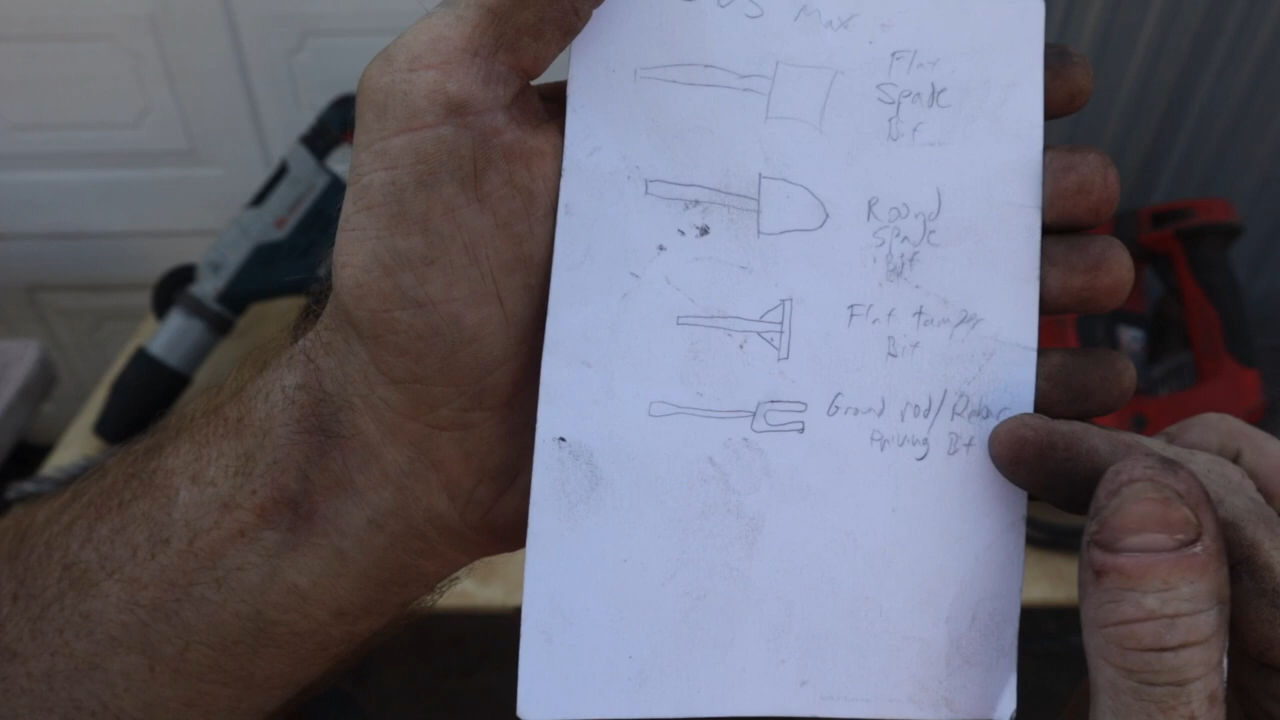 Max
Flat
Spade
Bit
Round
Spade
Bit
Flat tamper
Bit
Ground rod/Rebar
Driving Bit